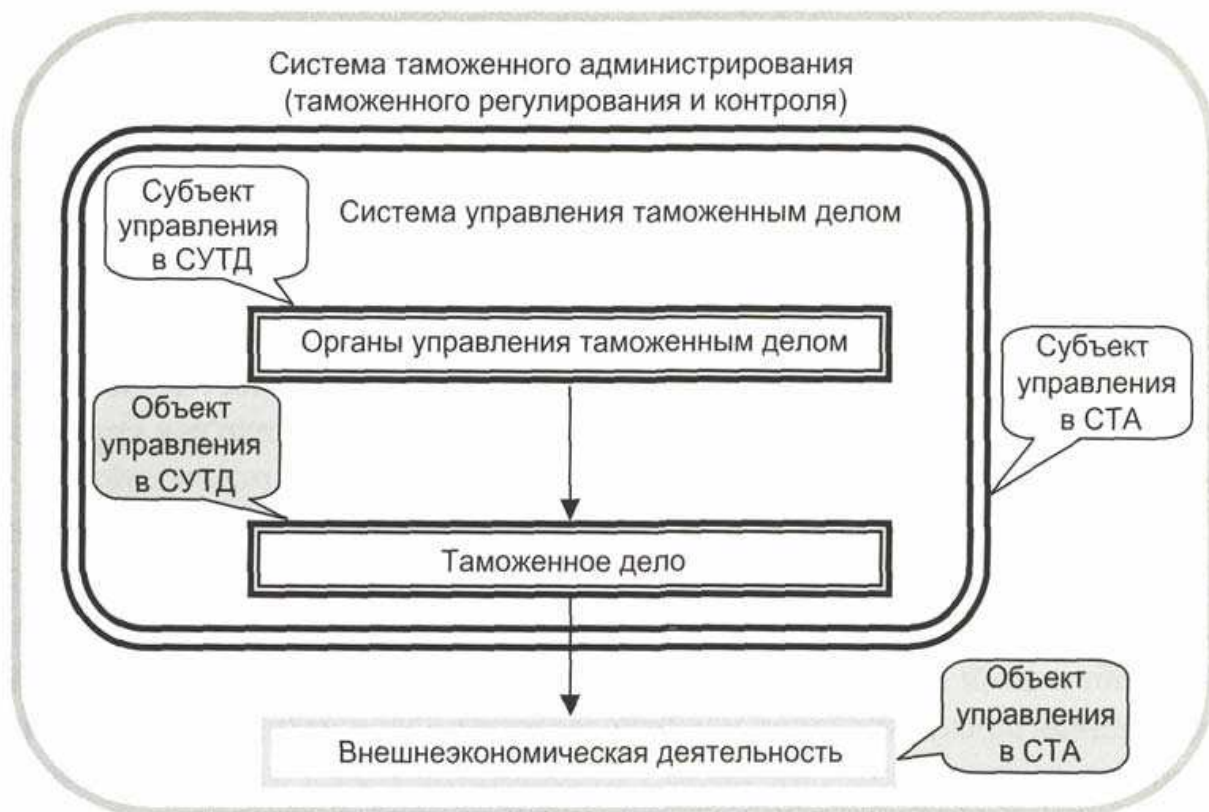 Система таможенного администрирования
(таможенного регулирования и контроля)
Субъект
управления
в СУТД
Система управления таможенным делом
Органы управления таможенным делом
Субъект
управления
в СТА
Объект
управления
в СУТД
Таможенное дело
Объект
управления
в СТА
Внешнеэкономическая деятельность